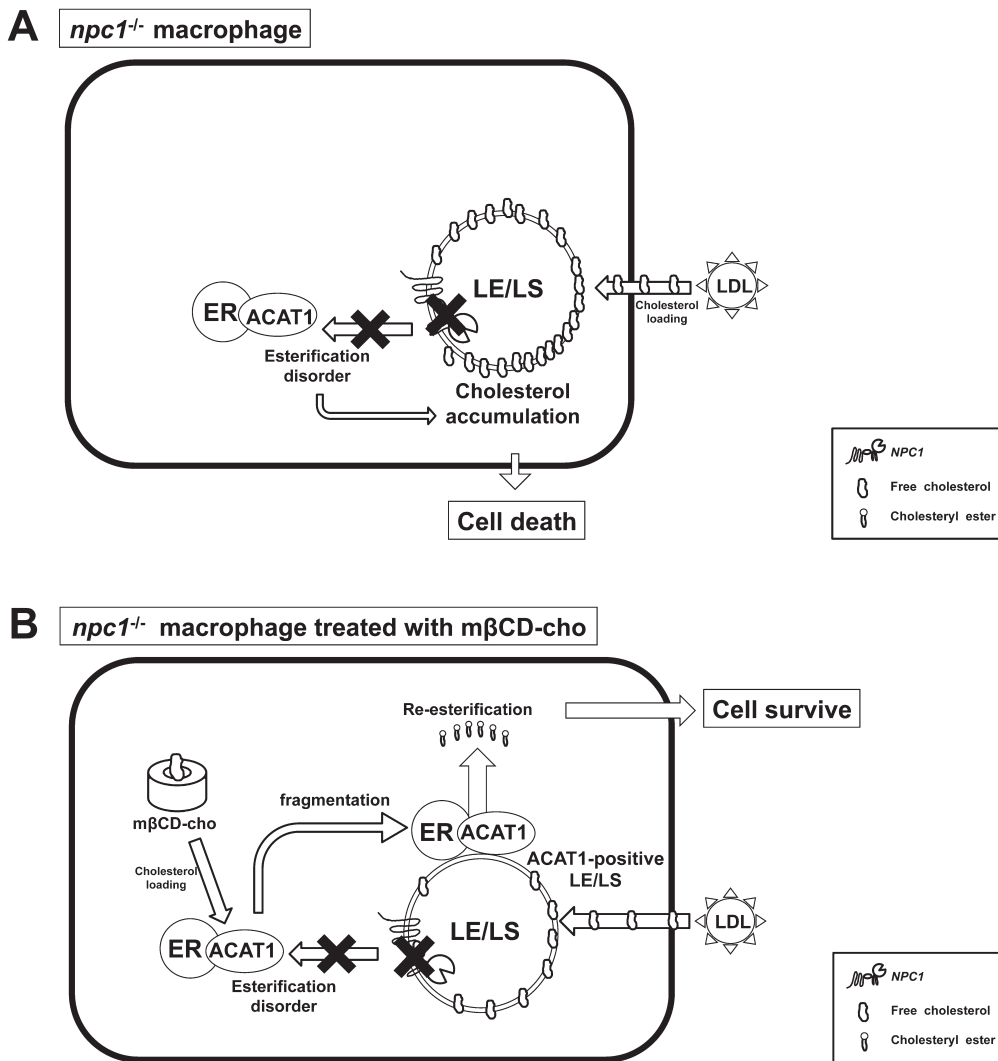 A
npc1-/- macrophage
LE/LS
LDL
Cholesterol
loading
ER
ACAT1
Esterification
disorder
Cholesterol
accumulation
Cell death
NPC1
Free cholesterol
Cholesteryl ester
B
npc1-/- macrophage treated with mβCD-cho
Re-esterification
Cell survive
mβCD-cho
fragmentation
ER
ACAT1
ACAT1-positive
LE/LS
Cholesterol
loading
LE/LS
LDL
ER
ACAT1
Esterification
disorder
NPC1
Free cholesterol
Cholesteryl ester